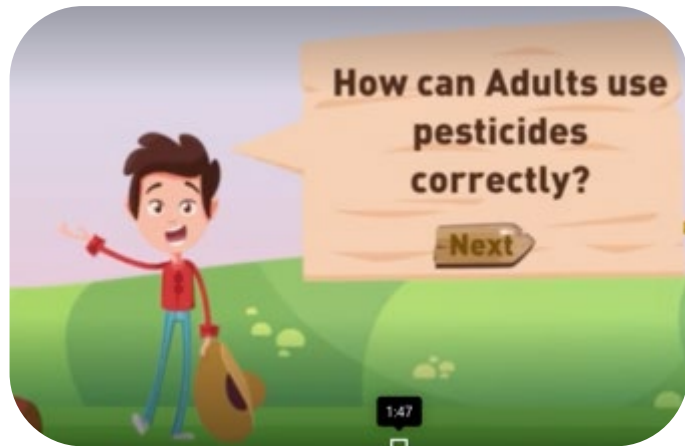 How can Adults use
pesticides
correctly?
Next
1:47